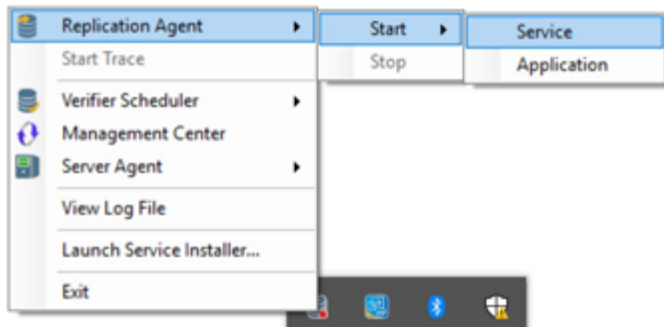 Replication Agent Start Service
Start Trace Stop Application
Verifier Scheduler
Management Center
Server Agent
View Log File
Launch Service Installer...
Exit